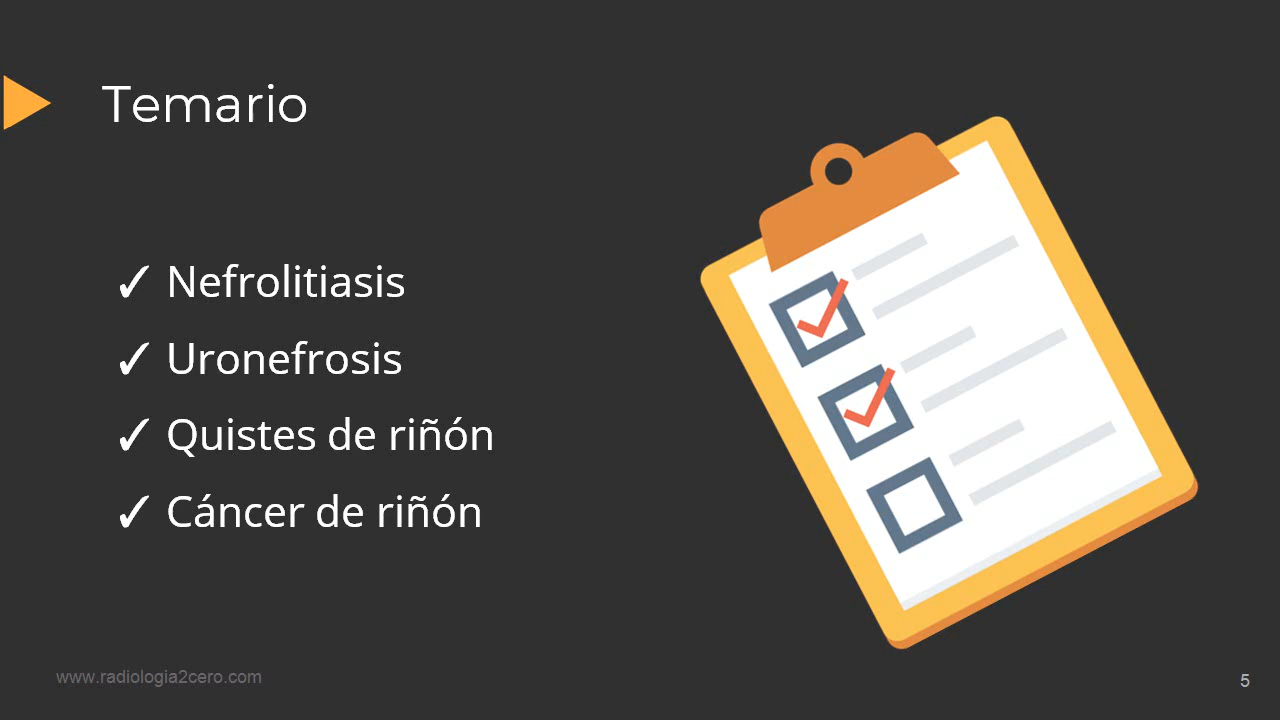 Temario
✓ Nefrolitiasis
✓ Uronefrosis
✓ Quistes de riñón
✓ Cáncer de riñón
www.radiologia2cero.com
5